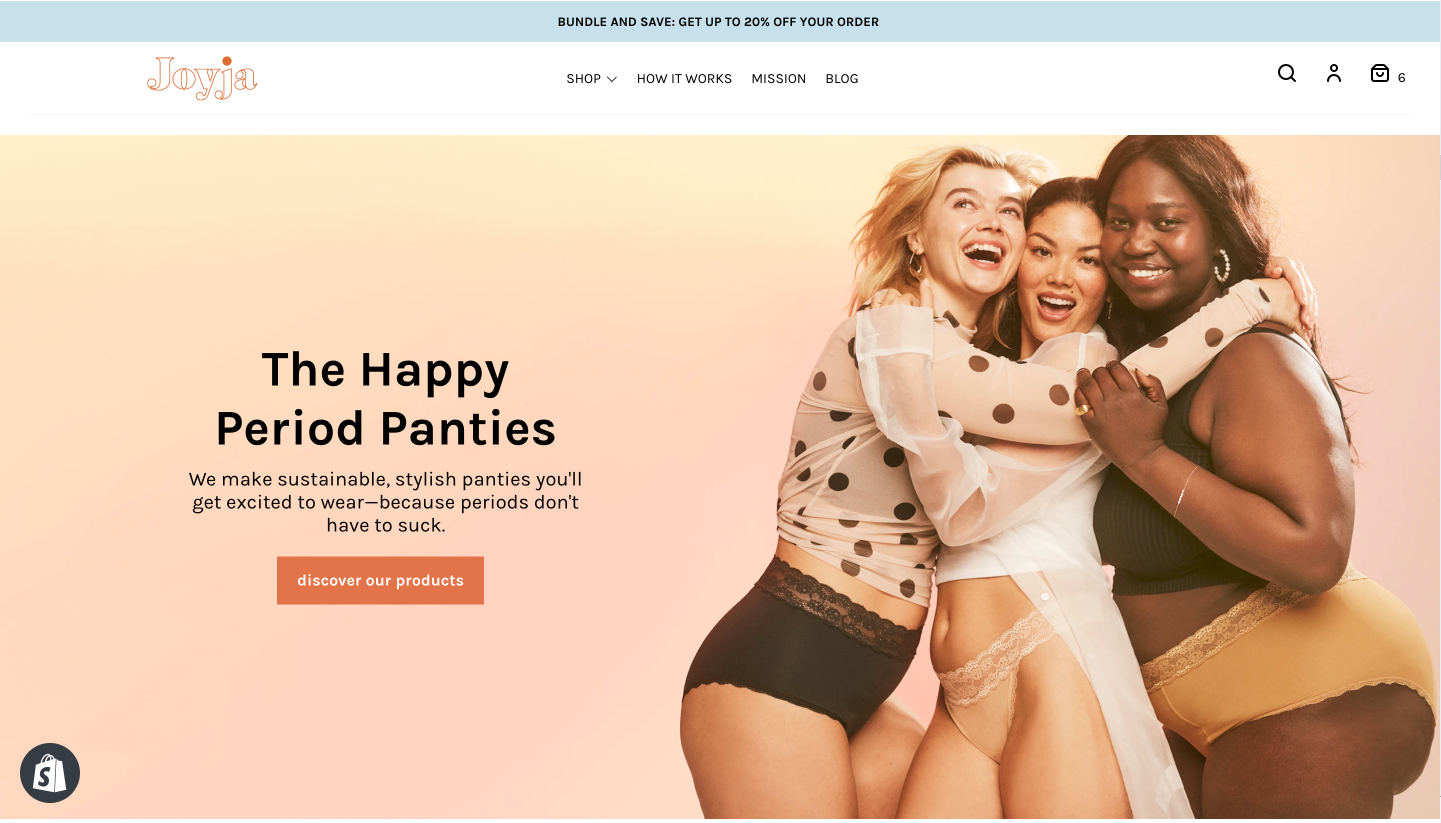 BUNDLE AND SAVE: GET UP TO 20% OFF YOUR ORDER
Joyja
SHOP HOW IT WORKS MISSION BLOG
6
The Happy
Period Panties
We make sustainable, stylish panties you'll
get excited to wear—because periods don't
have to suck.
discover our products
S